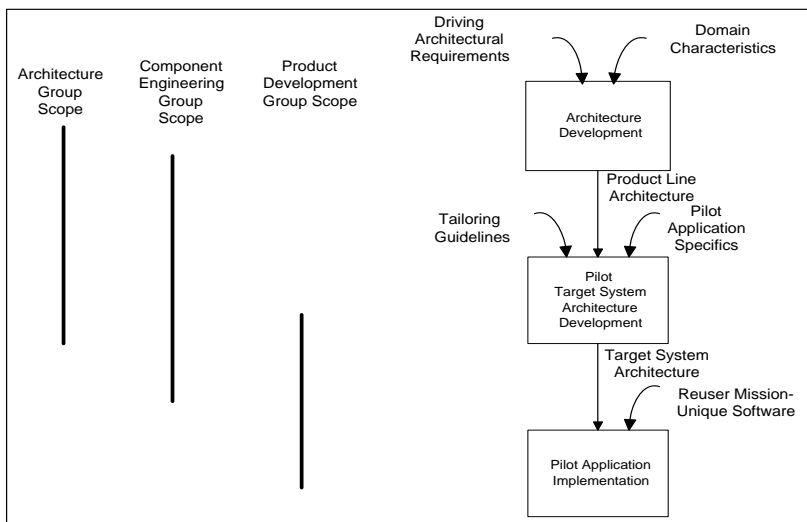 Architecture
Group
Scope
Component
Engineering
Group
Scope
Product
Development
Group Scope
Driving
Architectural
Requirements
Domain
Characteristics
Architecture
Development
Product Line
Architecture
Tailoring
Guidelines
Pilot
Application
Specifics
Pilot
Target System
Architecture
Development
Target System
Architecture
Reuser Mission-
Unique Software
Pilot Application
Implementation